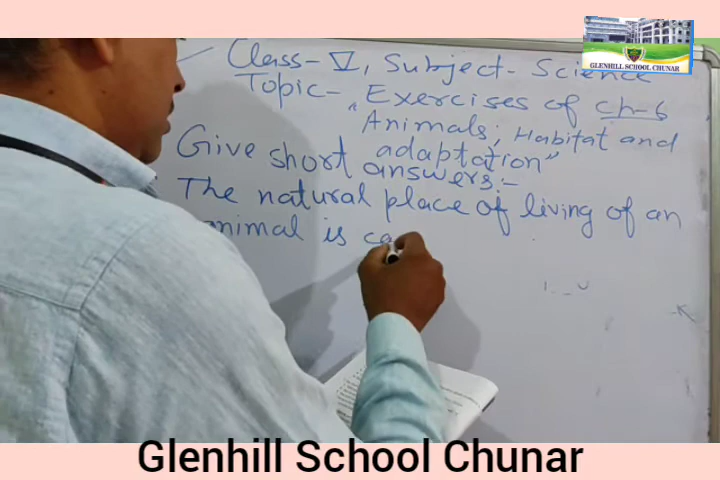 Class-V, Subject- Science
Topic- "Exercises of ch-6,
Animals, Habitat and
adaptation"
Give short answers:-
The natural place of living of an
animal is ca
GLENHILL SCHOOL CHUNAR
Glenhill School Chunar